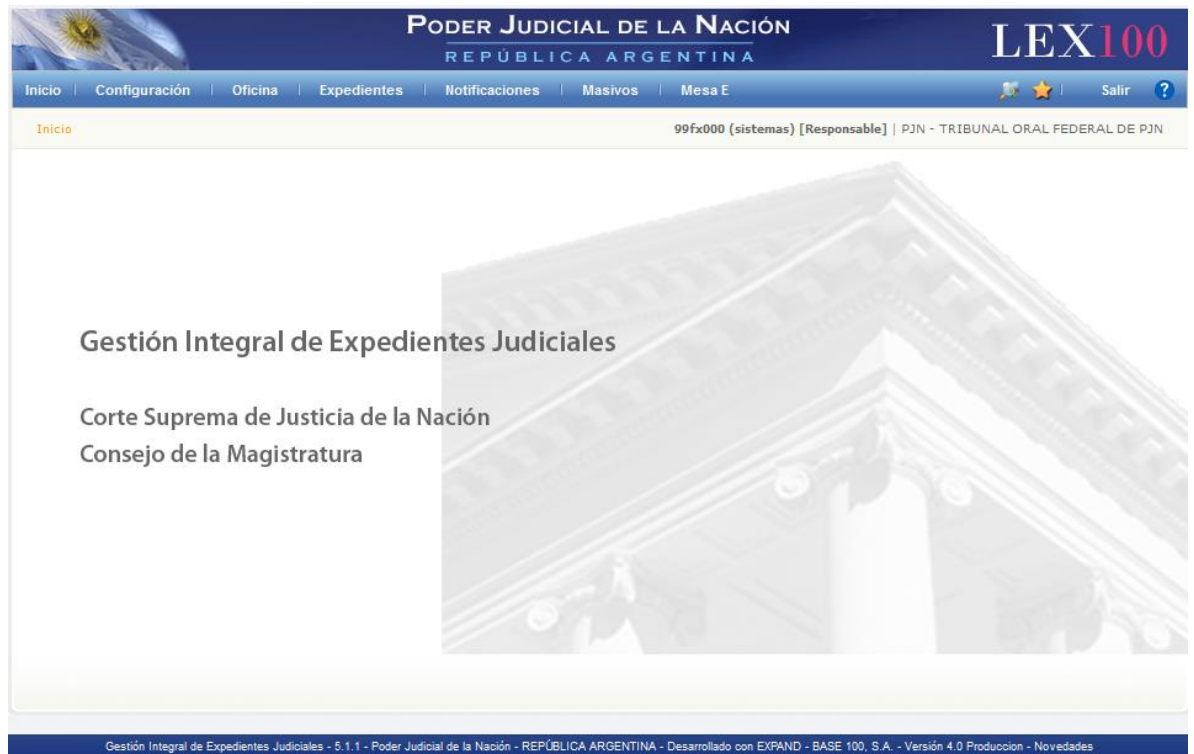 PODER JUDICIAL DE LA NACIÓN
REPÚBLICA ARGENTINA
LEX100
Inicio | Configuración | Oficina | Expedientes | Notificaciones | Masivos | Mesa E | Salir ?
Inicio
99fx000 (sistemas) [Responsable] | PJN - TRIBUNAL ORAL FEDERAL DE PJN
Gestión Integral de Expedientes Judiciales
Corte Suprema de Justicia de la Nación
Consejo de la Magistratura
Gestión Integral de Expedientes Judiciales - 5.1.1 - Poder Judicial de la Nación - REPÚBLICA ARGENTINA - Desarrollado con EXPAND - BASE 100, S.A. - Versión 4.0 Produccion - Novedades